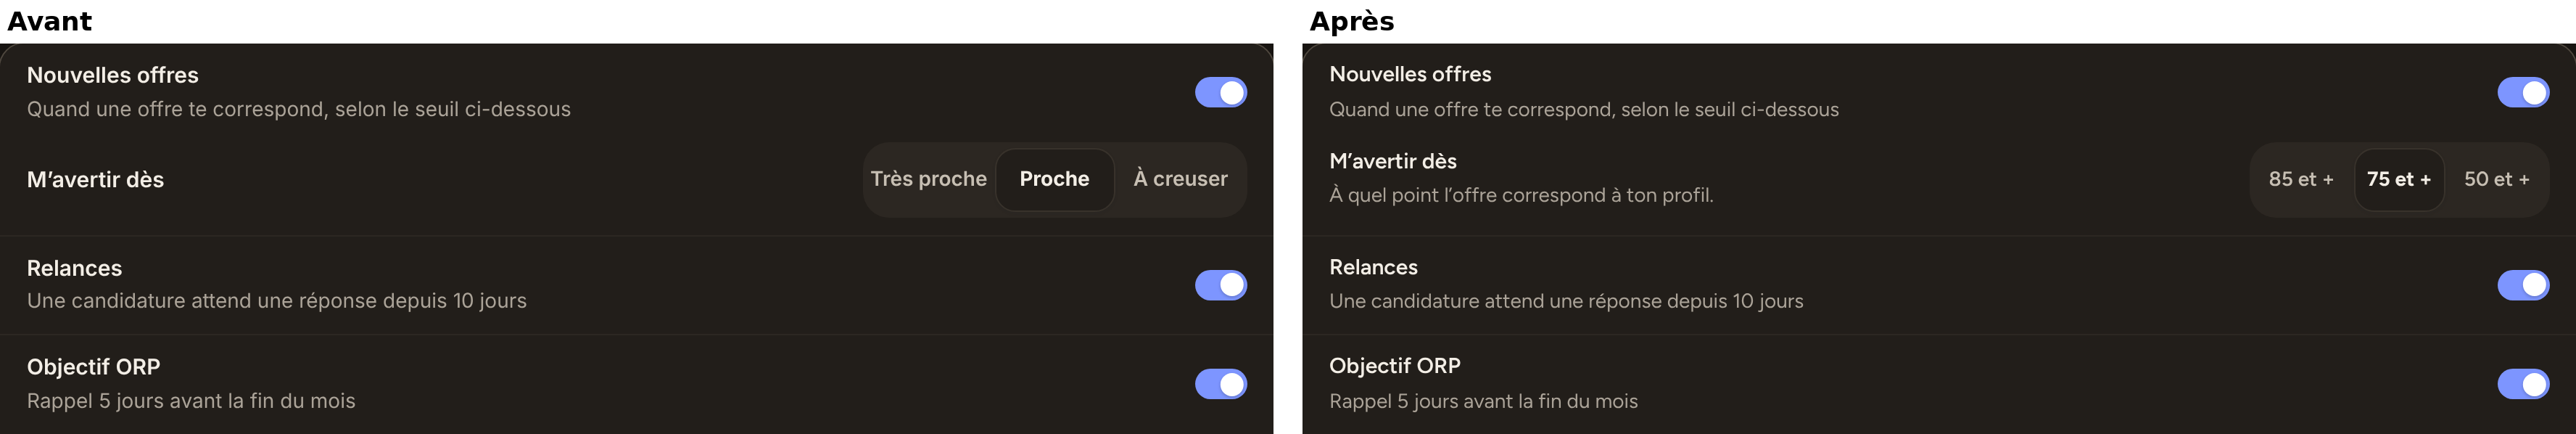 Avant
Nouvelles offres
Quand une offre te correspond, selon le seuil ci-dessous
M’avertir dès
Très proche
Proche
À creuser
Relances
Une candidature attend une réponse depuis 10 jours
Objectif ORP
Rappel 5 jours avant la fin du mois
Après
Nouvelles offres
Quand une offre te correspond, selon le seuil ci-dessous
M’avertir dès
À quel point l’offre correspond à ton profil.
85 et +
75 et +
50 et +
Relances
Une candidature attend une réponse depuis 10 jours
Objectif ORP
Rappel 5 jours avant la fin du mois